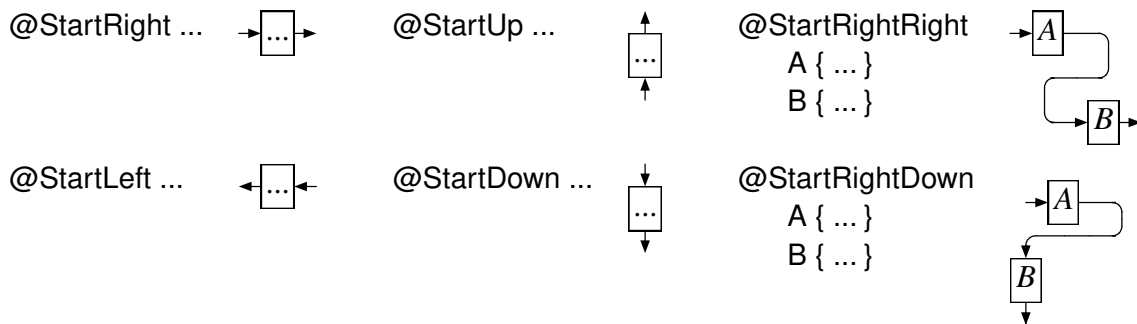 @StartRight ...
...
@StartUp ...
...
@StartRightRight
A { ... }
B { ... }
A
B
@StartLeft ...
...
@StartDown ...
...
@StartRightDown
A { ... }
B { ... }
A
B